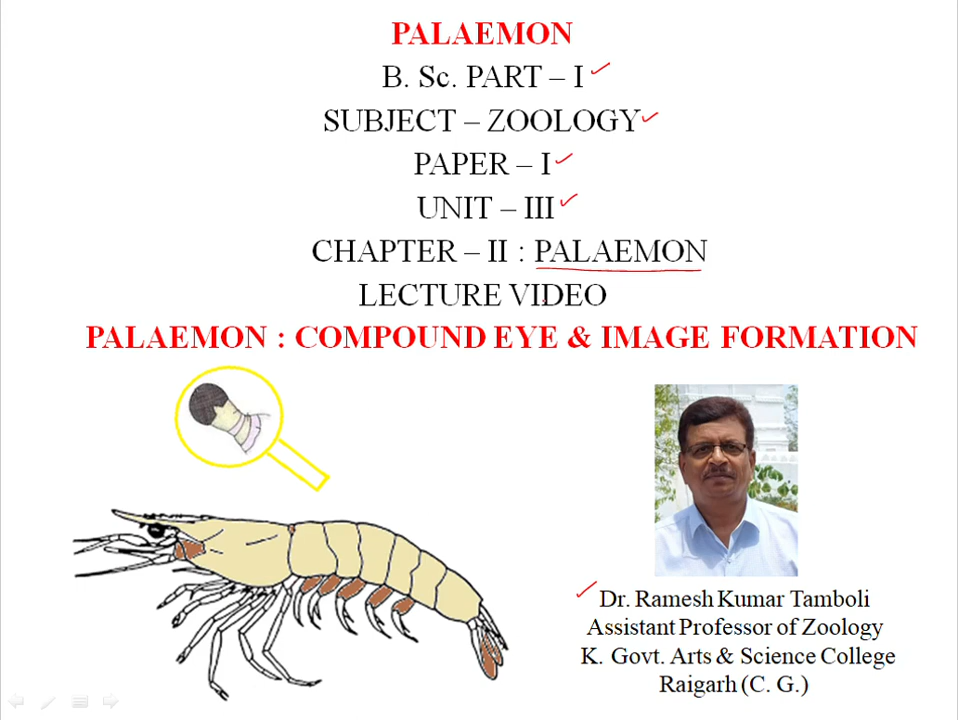 PALAEMON
B. Sc. PART – I
SUBJECT – ZOOLOGY
PAPER – I
UNIT – III
CHAPTER – II : PALAEMON
LECTURE VIDEO
PALAEMON : COMPOUND EYE & IMAGE FORMATION
Dr. Ramesh Kumar Tamboli
Assistant Professor of Zoology
K. Govt. Arts & Science College
Raigarh (C. G.)